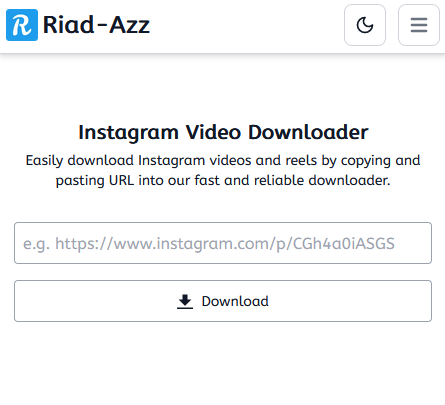 R Riad-Azz
Instagram Video Downloader
Easily download Instagram videos and reels by copying and
pasting URL into our fast and reliable downloader.
e.g. https://www.instagram.com/p/CGh4a0iASGS
Download